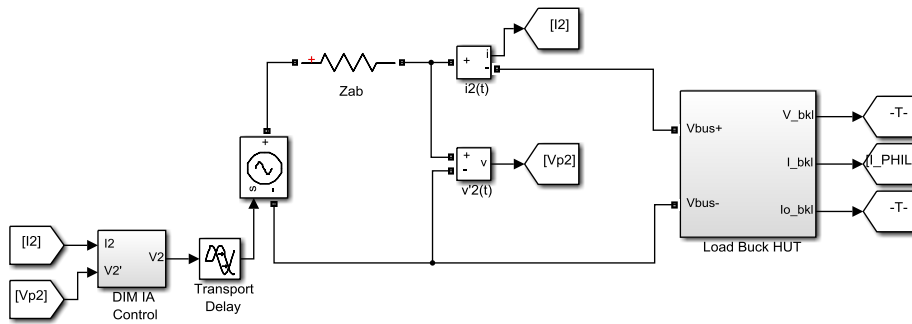 [I2]
+
Zab
+
i
-
i2(t)
+
s
-
+
-
v
v'2(t)
[Vp2]
Vbus+
Vbus-
V_bkl
I_bkl
Io_bkl
-T-
[I_PHIL
-T-
Load Buck HUT
[I2]
[Vp2]
I2
V2'
V2
DIM IA
Control
Transport
Delay